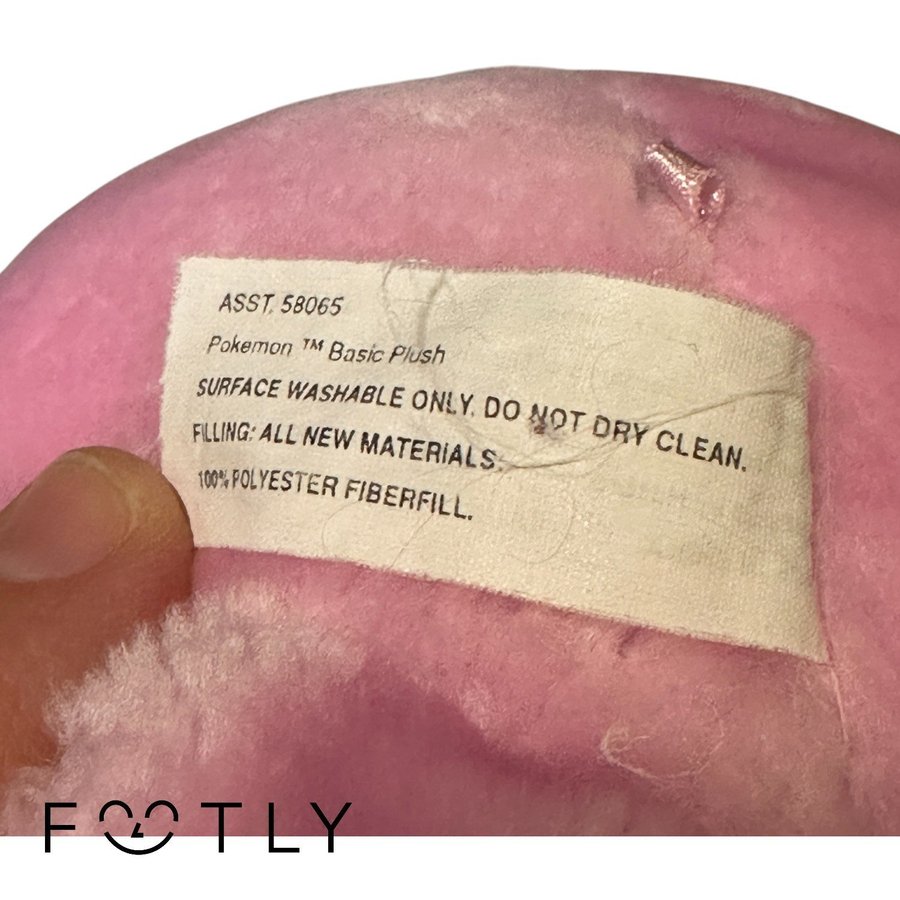 ASST. 58065
Pokemon ™ Basic Plush
SURFACE WASHABLE ONLY. DO NOT DRY CLEAN.
FILLING: ALL NEW MATERIALS.
100% POLYESTER FIBERFILL.
FOOTLY